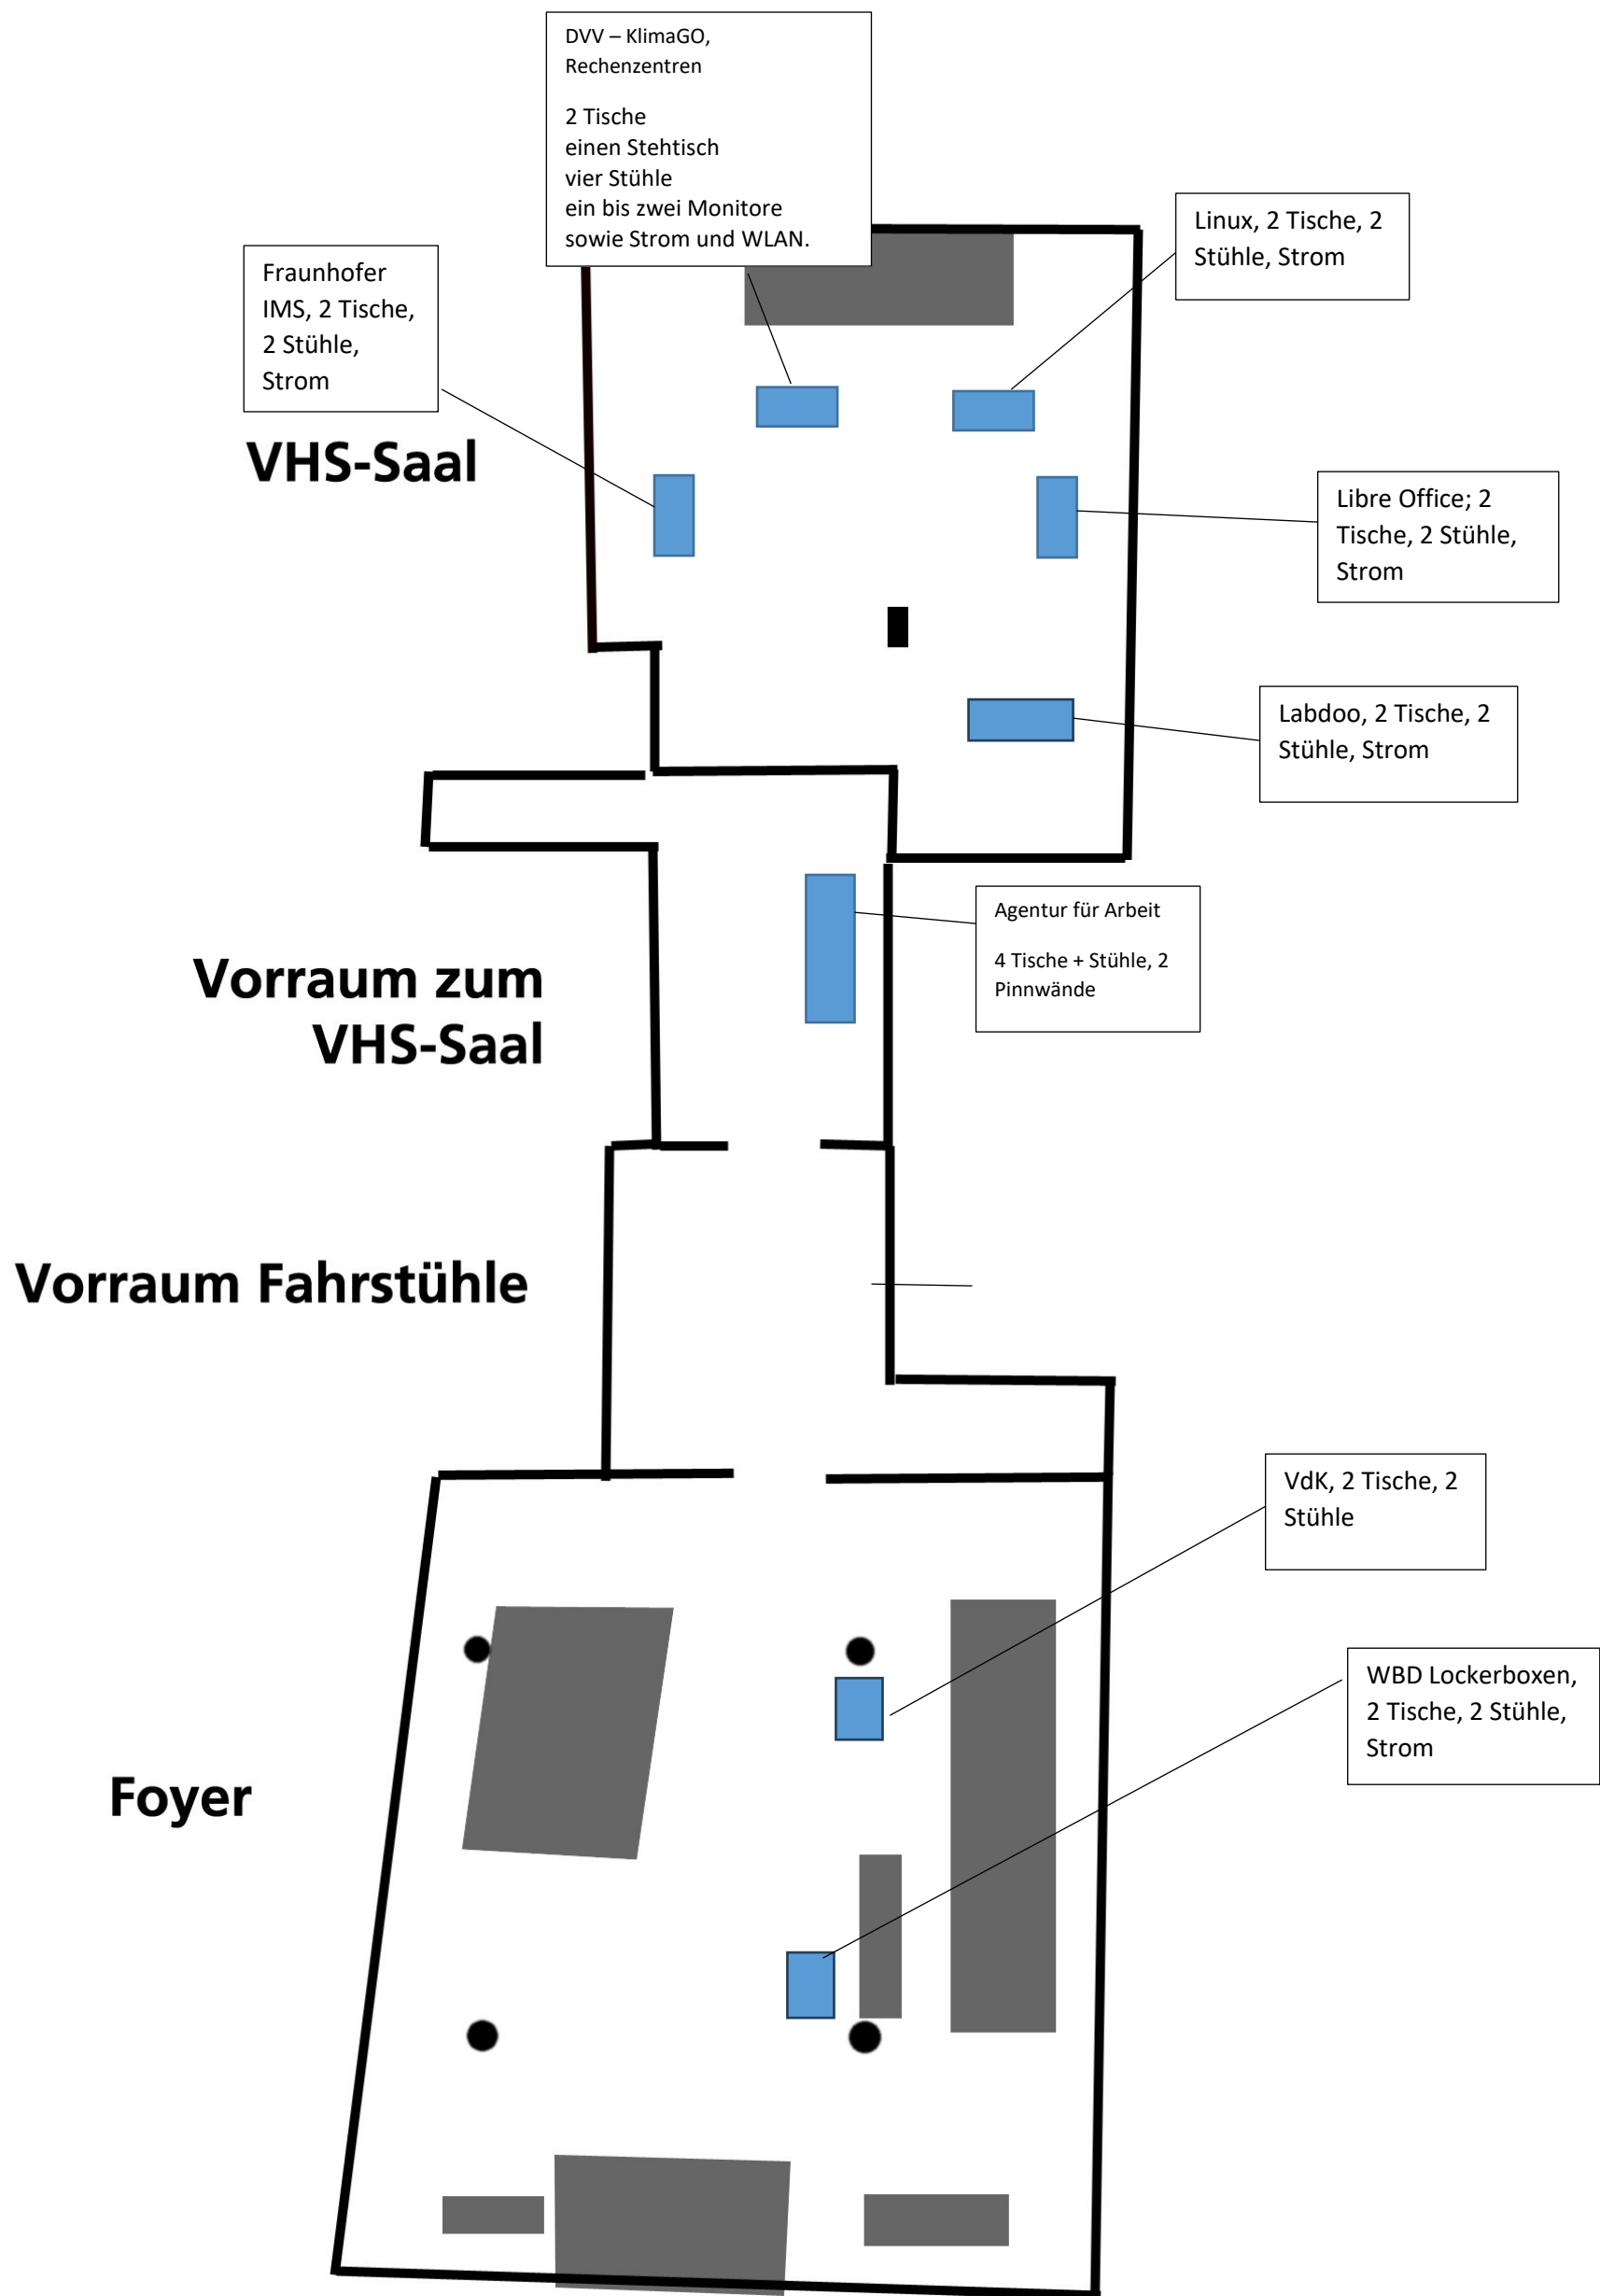 DVV – KlimaGO,
Rechenzentren
2 Tische
einen Stehtisch
vier Stühle
ein bis zwei Monitore
sowie Strom und WLAN.
Linux, 2 Tische, 2
Stühle, Strom
Fraunhofer
IMS, 2 Tische,
2 Stühle,
Strom
VHS-Saal
Libre Office; 2
Tische, 2 Stühle,
Strom
Labdoo, 2 Tische, 2
Stühle, Strom
Agentur für Arbeit
4 Tische + Stühle, 2
Pinnwände
Vorraum zum
VHS-Saal
Vorraum Fahrstühle
VdK, 2 Tische, 2
Stühle
WBD Lockerboxen,
2 Tische, 2 Stühle,
Strom
Foyer